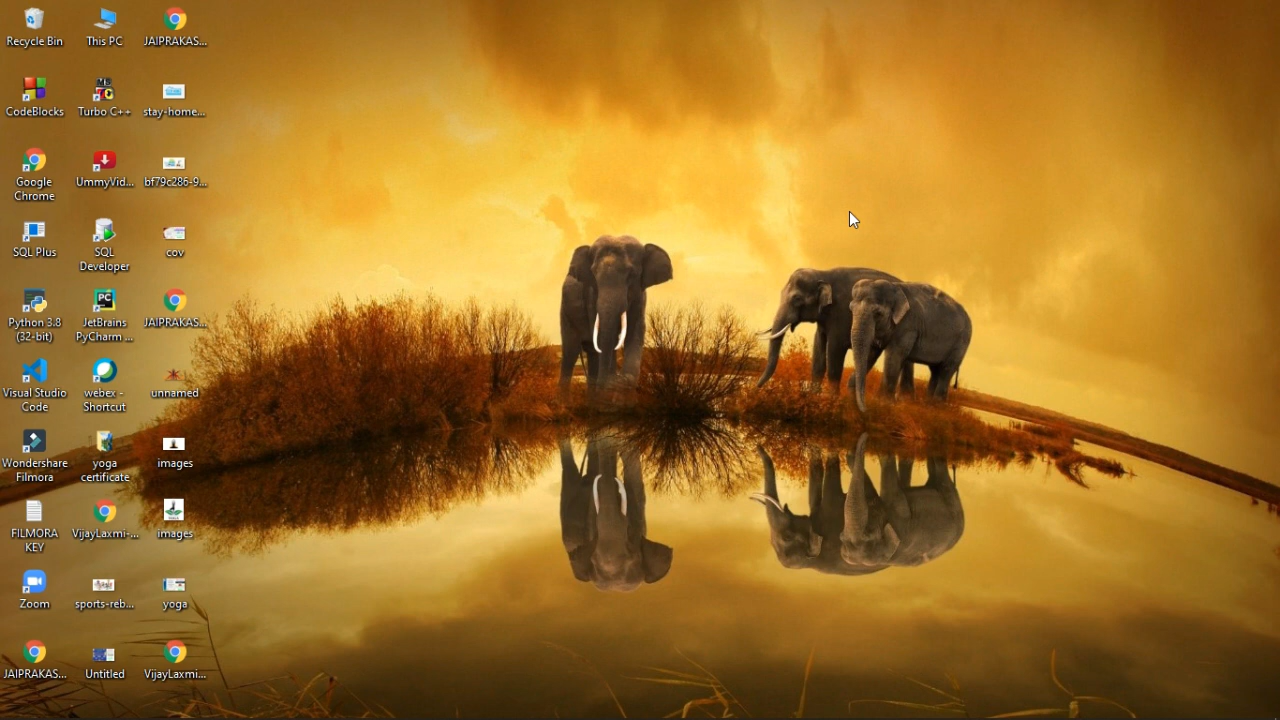 Recycle Bin
This PC
JAIPRAKAS...
CodeBlocks
Turbo C++
stay-home...
Google
Chrome
UmmyVid...
bf79c286-9...
SQL Plus
SQL
Developer
cov
Python 3.8
(32-bit)
JetBrains
PyCharm ...
JAIPRAKAS...
Visual Studio
Code
webex -
Shortcut
unnamed
Wondershare
Filmora
yoga
certificate
images
FILMORA
KEY
VijayLaxmi-...
images
Zoom
sports-reb...
yoga
JAIPRAKAS...
Untitled
VijayLaxmi...